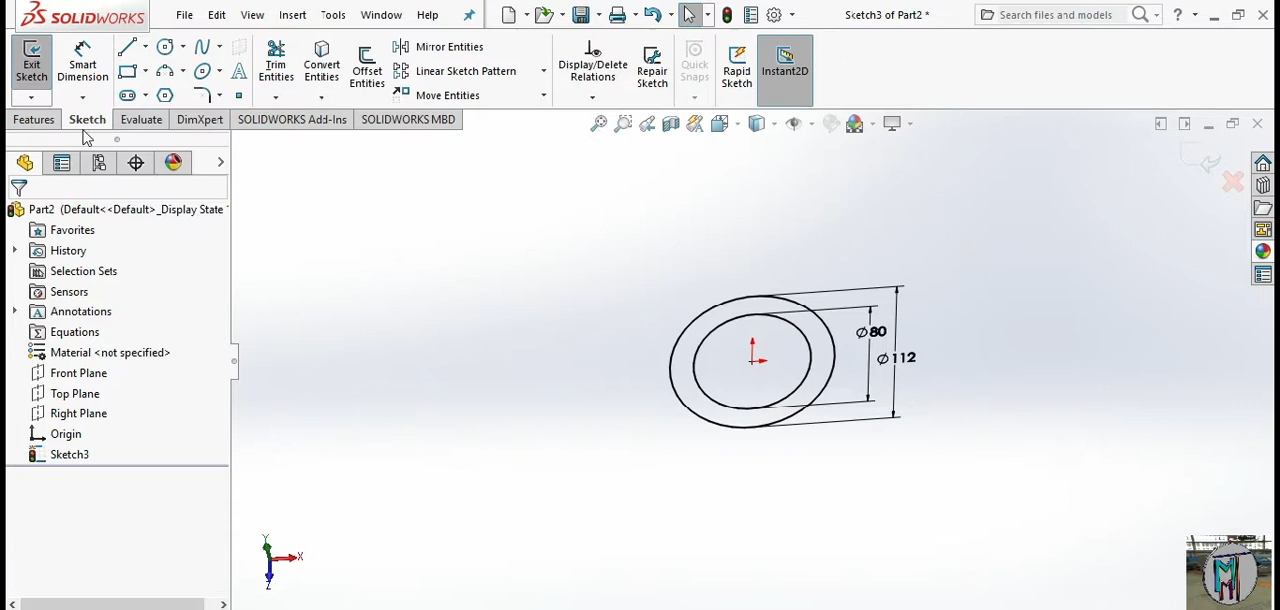 SOLIDWORKS
File
Edit
View
Insert
Tools
Window
Help
Sketch3 of Part2 *
Search files and models
?
Exit Sketch
Smart Dimension
Trim Entities
Convert Entities
Offset Entities
Mirror Entities
Linear Sketch Pattern
Move Entities
Display/Delete Relations
Repair Sketch
Quick Snaps
Rapid Sketch
Instant2D
Features
Sketch
Evaluate
DimXpert
SOLIDWORKS Add-Ins
SOLIDWORKS MBD
Part2 (Default<<Default>_Display State
Favorites
History
Selection Sets
Sensors
Annotations
Equations
Material <not specified>
Front Plane
Top Plane
Right Plane
Origin
Sketch3
∅80
∅112
Y
X
Z